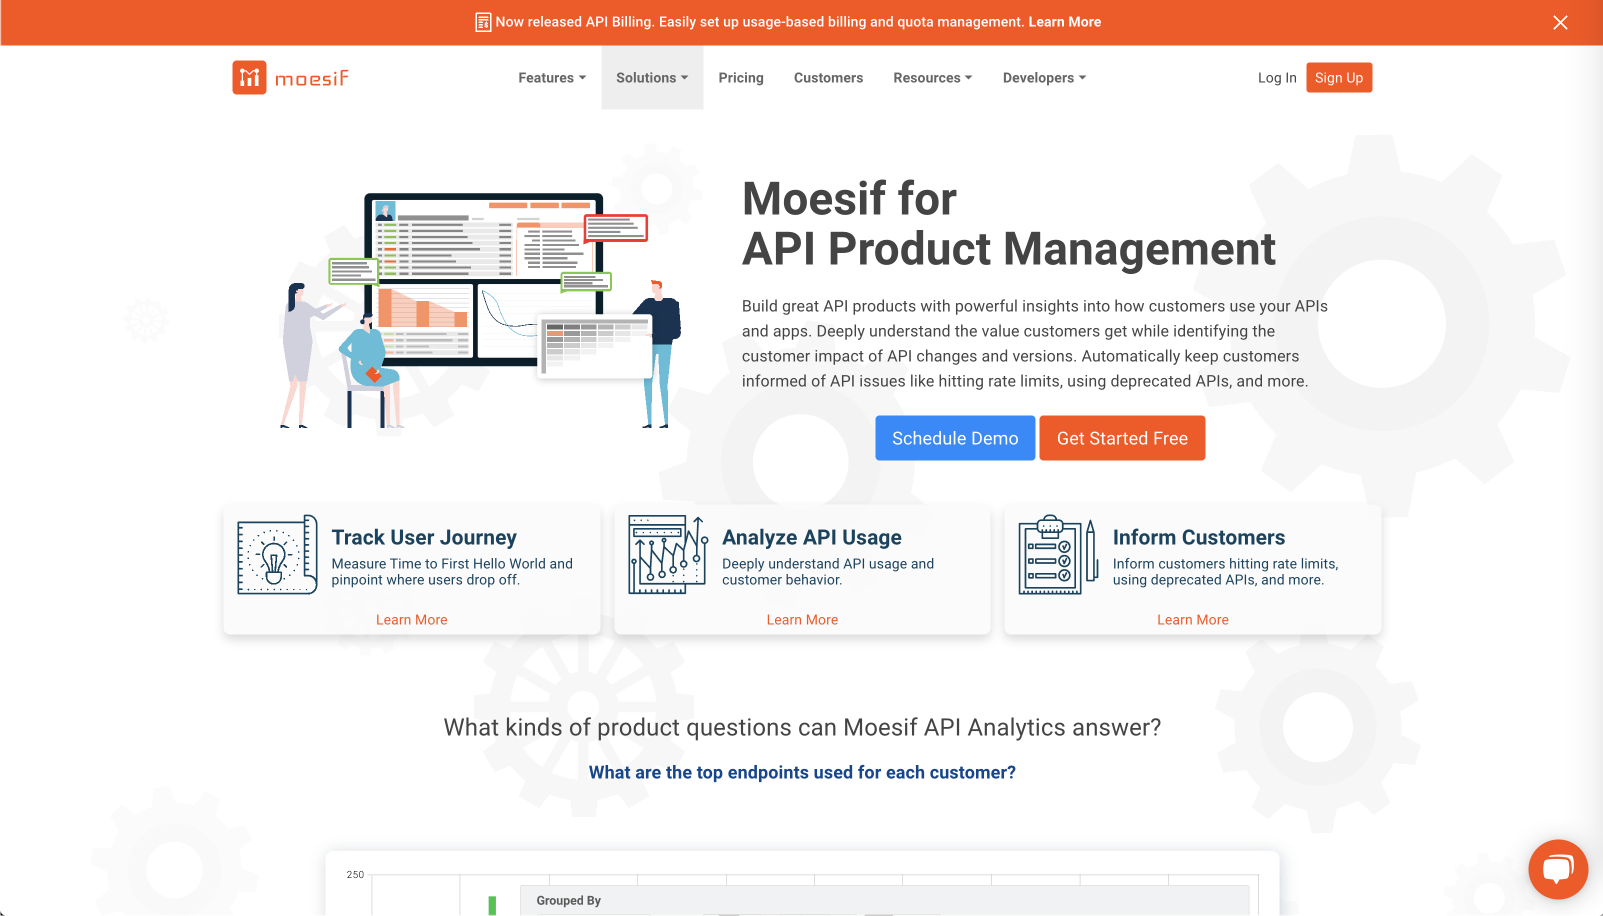 Now released API Billing. Easily set up usage-based billing and quota management. Learn More
moesif
Features
Solutions
Pricing
Customers
Resources
Developers
Log In
Sign Up
Moesif for
API Product Management
Build great API products with powerful insights into how customers use your APIs
and apps. Deeply understand the value customers get while identifying the
customer impact of API changes and versions. Automatically keep customers
informed of API issues like hitting rate limits, using deprecated APIs, and more.
Schedule Demo
Get Started Free
Track User Journey
Measure Time to First Hello World and
pinpoint where users drop off.
Learn More
Analyze API Usage
Deeply understand API usage and
customer behavior.
Learn More
Inform Customers
Inform customers hitting rate limits,
using deprecated APIs, and more.
Learn More
What kinds of product questions can Moesif API Analytics answer?
What are the top endpoints used for each customer?
250
Grouped By